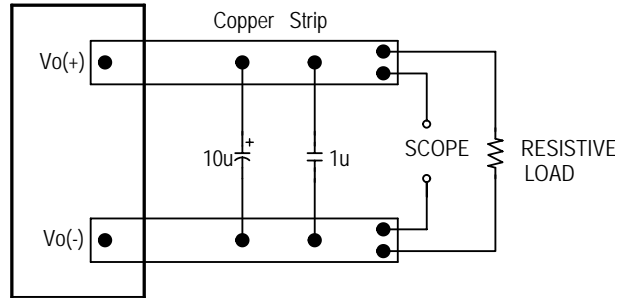 Copper Strip
Vo(+)
10u
+
1u
SCOPE
RESISTIVE
LOAD
Vo(-)